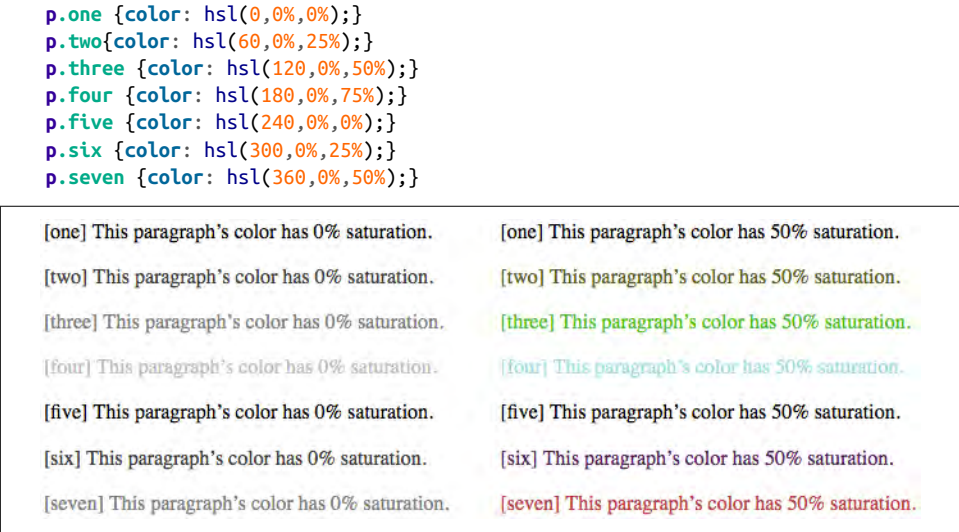 p.one {color: hsl(0,0%,0%);}
p.two{color: hsl(60,0%,25%);}
p.three {color: hsl(120,0%,50%);}
p.four {color: hsl(180,0%,75%);}
p.five {color: hsl(240,0%,0%);}
p.six {color: hsl(300,0%,25%);}
p.seven {color: hsl(360,0%,50%);}
[one] This paragraph’s color has 0% saturation.
[two] This paragraph’s color has 0% saturation.
[three] This paragraph’s color has 0% saturation.
[four] This paragraph’s color has 0% saturation.
[five] This paragraph’s color has 0% saturation.
[six] This paragraph’s color has 0% saturation.
[seven] This paragraph’s color has 0% saturation.
[one] This paragraph’s color has 50% saturation.
[two] This paragraph’s color has 50% saturation.
[three] This paragraph’s color has 50% saturation.
[four] This paragraph’s color has 50% saturation.
[five] This paragraph’s color has 50% saturation.
[six] This paragraph’s color has 50% saturation.
[seven] This paragraph’s color has 50% saturation.